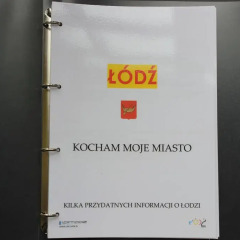 ŁÓDŹ
KOCHAM MOJE MIASTO
KILKA PRZYDATNYCH INFORMACJI O ŁODZI